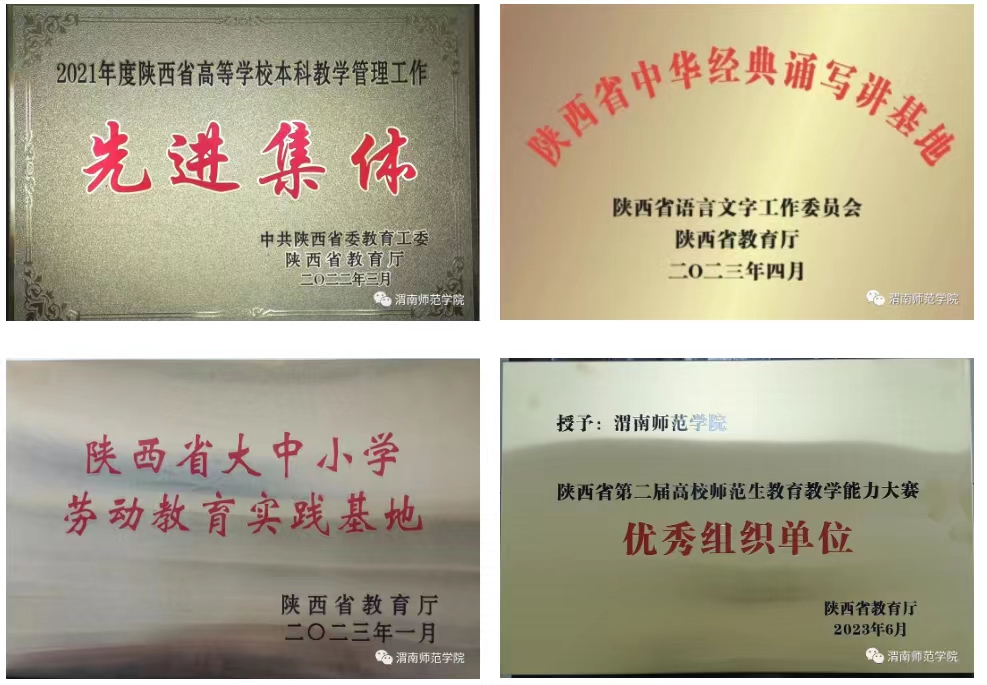 2021年度陕西省高等学校本科教学管理工作
先进集体
中共陕西省委教育工委
陕西省教育厅
二〇二二年三月
渭南师范学院
陕西省中华经典诵写讲基地
陕西省语言文字工作委员会
陕西省教育厅
二〇二三年四月
渭南师范学院
陕西省大中小学
劳动教育实践基地
陕西省教育厅
二〇二三年一月
渭南师范学院
授予：渭南师范学院
陕西省第二届高校师范生教育教学能力大赛
优秀组织单位
陕西省教育厅
2023年6月
渭南师范学院